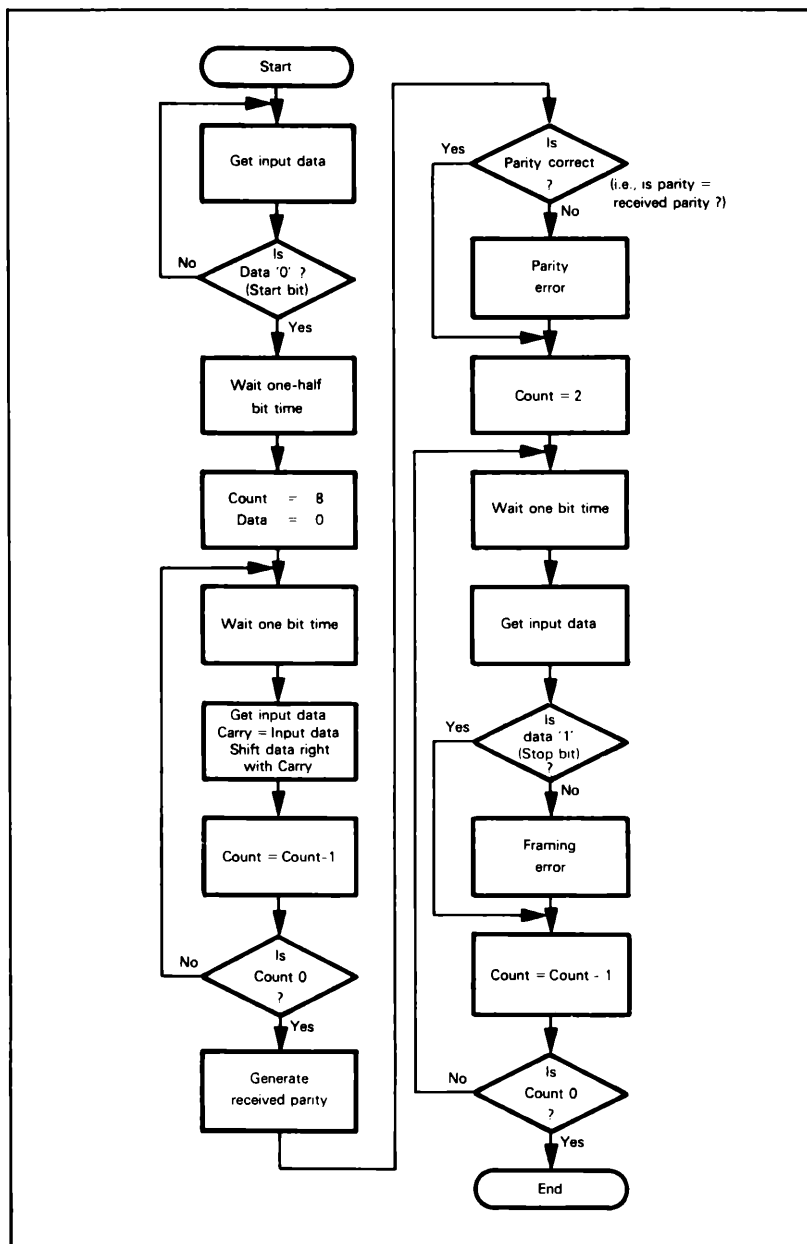 Start
Get input data
Is
Data '0' ?
(Start bit)
No
Yes
Wait one-half
bit time
Count = 8
Data = 0
Wait one bit time
Get input data
Carry = Input data
Shift data right
with Carry
Count = Count-1
Is
Count 0
?
No
Yes
Generate
received parity
Is
Parity correct
?
Yes
(i.e., is parity =
received parity ?)
No
Parity
error
Count = 2
Wait one bit time
Get input data
Is
data '1'
(Stop bit)
?
Yes
No
Framing
error
Count = Count - 1
Is
Count 0
?
No
Yes
End